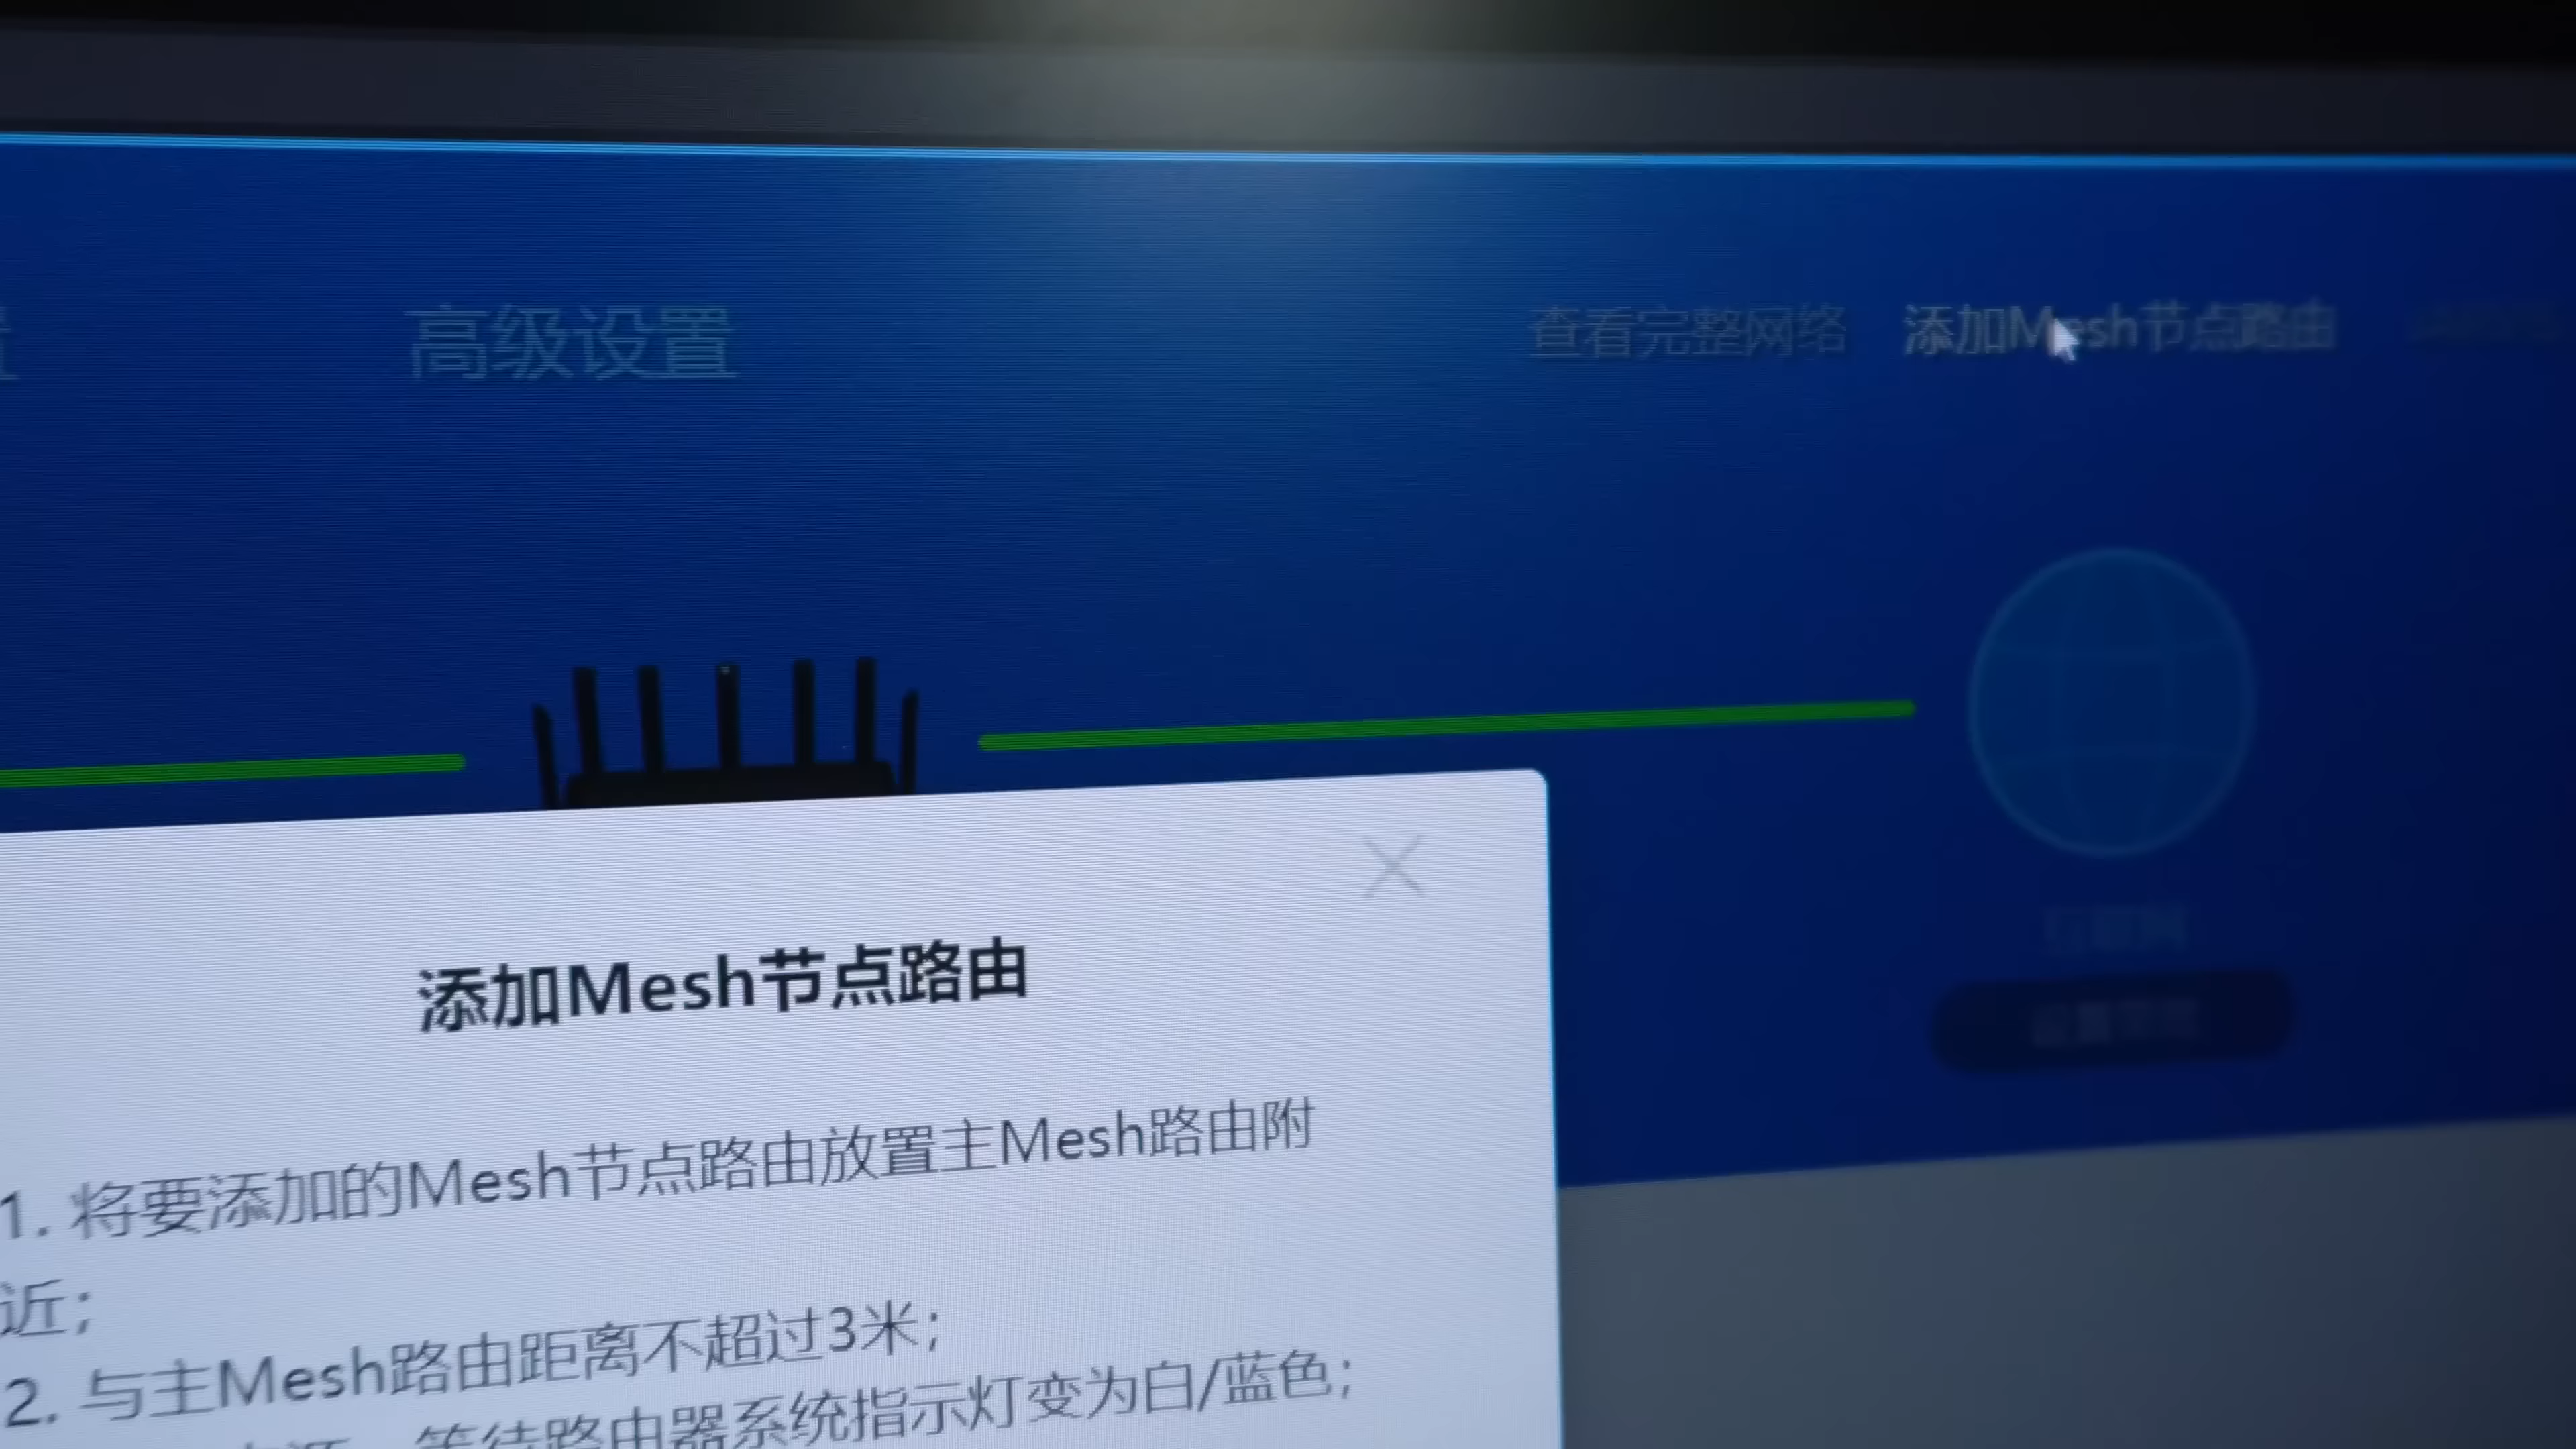 置
高级设置
查看完整网络
添加Mesh节点路由
添加Mesh节点路由
1. 将要添加的Mesh节点路由放置主Mesh路由附
近；
2. 与主Mesh路由距离不超过3米；
等待路由器系统指示灯变为白/蓝色；